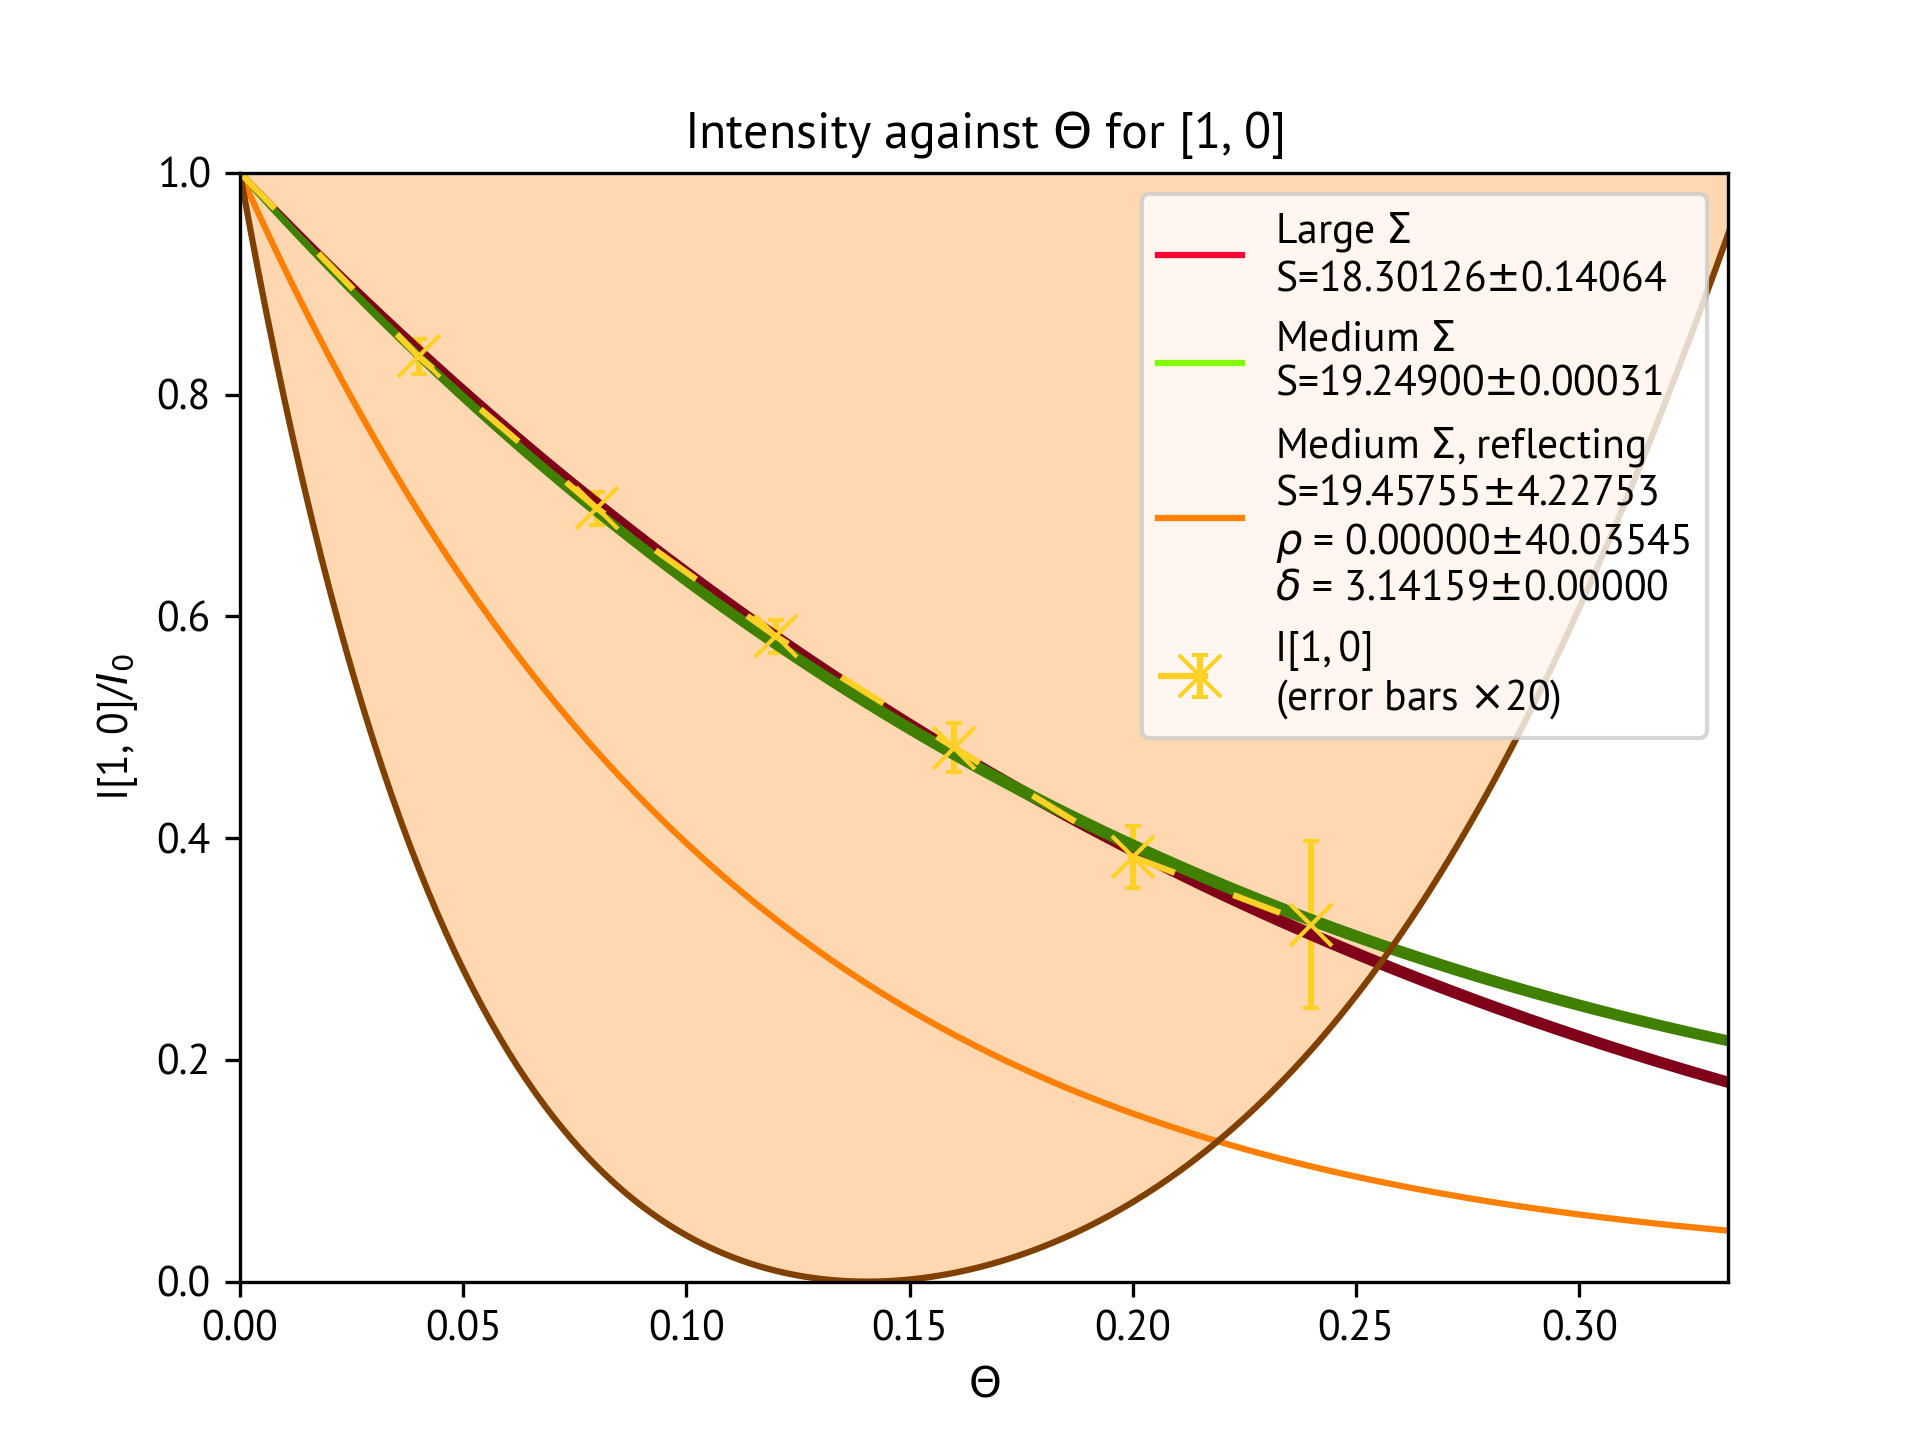 Intensity against Θ for [1, 0]
1.0
0.8
0.6
0.4
0.2
0.0
I[1, 0]/I₀
Large Σ
S=18.30126±0.14064
Medium Σ
S=19.24900±0.00031
Medium Σ, reflecting
S=19.45755±4.22753
ρ = 0.00000±40.03545
δ = 3.14159±0.00000
I[1, 0]
(error bars ×20)
0.00 0.05 0.10 0.15 0.20 0.25 0.30
Θ